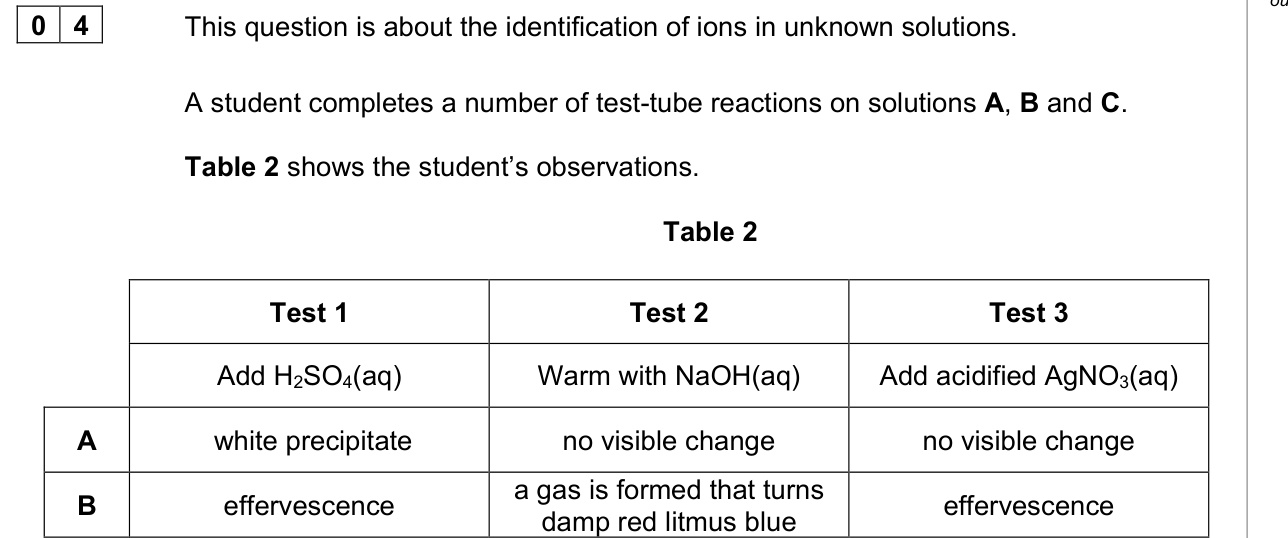 0 4
This question is about the identification of ions in unknown solutions.
A student completes a number of test-tube reactions on solutions A, B and C.
Table 2 shows the student's observations.
Table 2
Test 1 Test 2 Test 3
Add H₂SO₄(aq) Warm with NaOH(aq) Add acidified AgNO₃(aq)
A white precipitate no visible change no visible change
B effervescence a gas is formed that turns damp red litmus blue effervescence